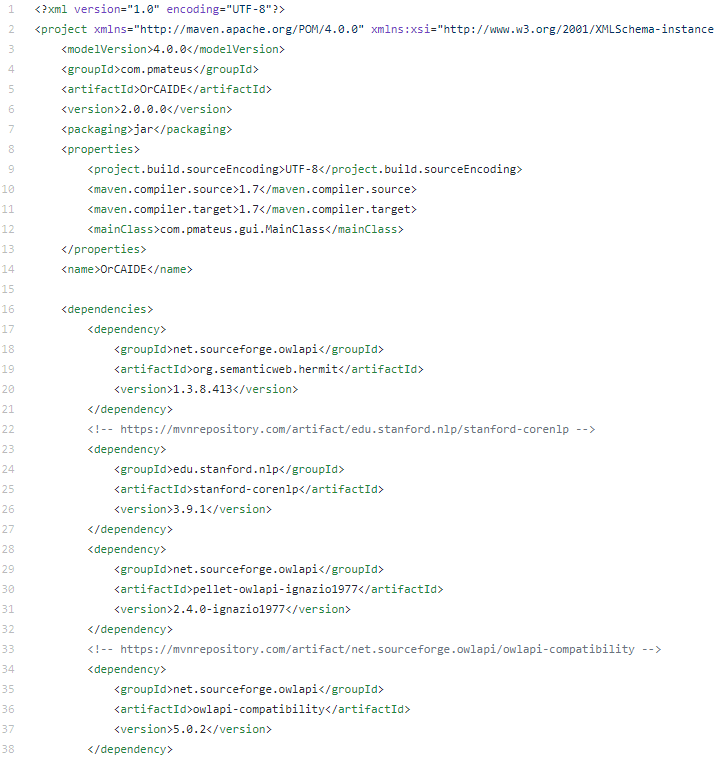 1 <?xml version="1.0" encoding="UTF-8"?>
2 <project xmlns="http://maven.apache.org/POM/4.0.0" xmlns:xsi="http://www.w3.org/2001/XMLSchema-instance
3     <modelVersion>4.0.0</modelVersion>
4     <groupId>com.pmateus</groupId>
5     <artifactId>OrCAIDE</artifactId>
6     <version>2.0.0.0</version>
7     <packaging>jar</packaging>
8     <properties>
9         <project.build.sourceEncoding>UTF-8</project.build.sourceEncoding>
10         <maven.compiler.source>1.7</maven.compiler.source>
11         <maven.compiler.target>1.7</maven.compiler.target>
12         <mainClass>com.pmateus.gui.MainClass</mainClass>
13     </properties>
14     <name>OrCAIDE</name>
15
16     <dependencies>
17         <dependency>
18             <groupId>net.sourceforge.owlapi</groupId>
19             <artifactId>org.semanticweb.hermit</artifactId>
20             <version>1.3.8.413</version>
21         </dependency>
22         <!-- https://mvnrepository.com/artifact/edu.stanford.nlp/stanford-corenlp -->
23         <dependency>
24             <groupId>edu.stanford.nlp</groupId>
25             <artifactId>stanford-corenlp</artifactId>
26             <version>3.9.1</version>
27         </dependency>
28         <dependency>
29             <groupId>net.sourceforge.owlapi</groupId>
30             <artifactId>pellet-owlapi-ignazio1977</artifactId>
31             <version>2.4.0-ignazio1977</version>
32         </dependency>
33         <!-- https://mvnrepository.com/artifact/net.sourceforge.owlapi/owlapi-compatibility -->
34         <dependency>
35             <groupId>net.sourceforge.owlapi</groupId>
36             <artifactId>owlapi-compatibility</artifactId>
37             <version>5.0.2</version>
38         </dependency>